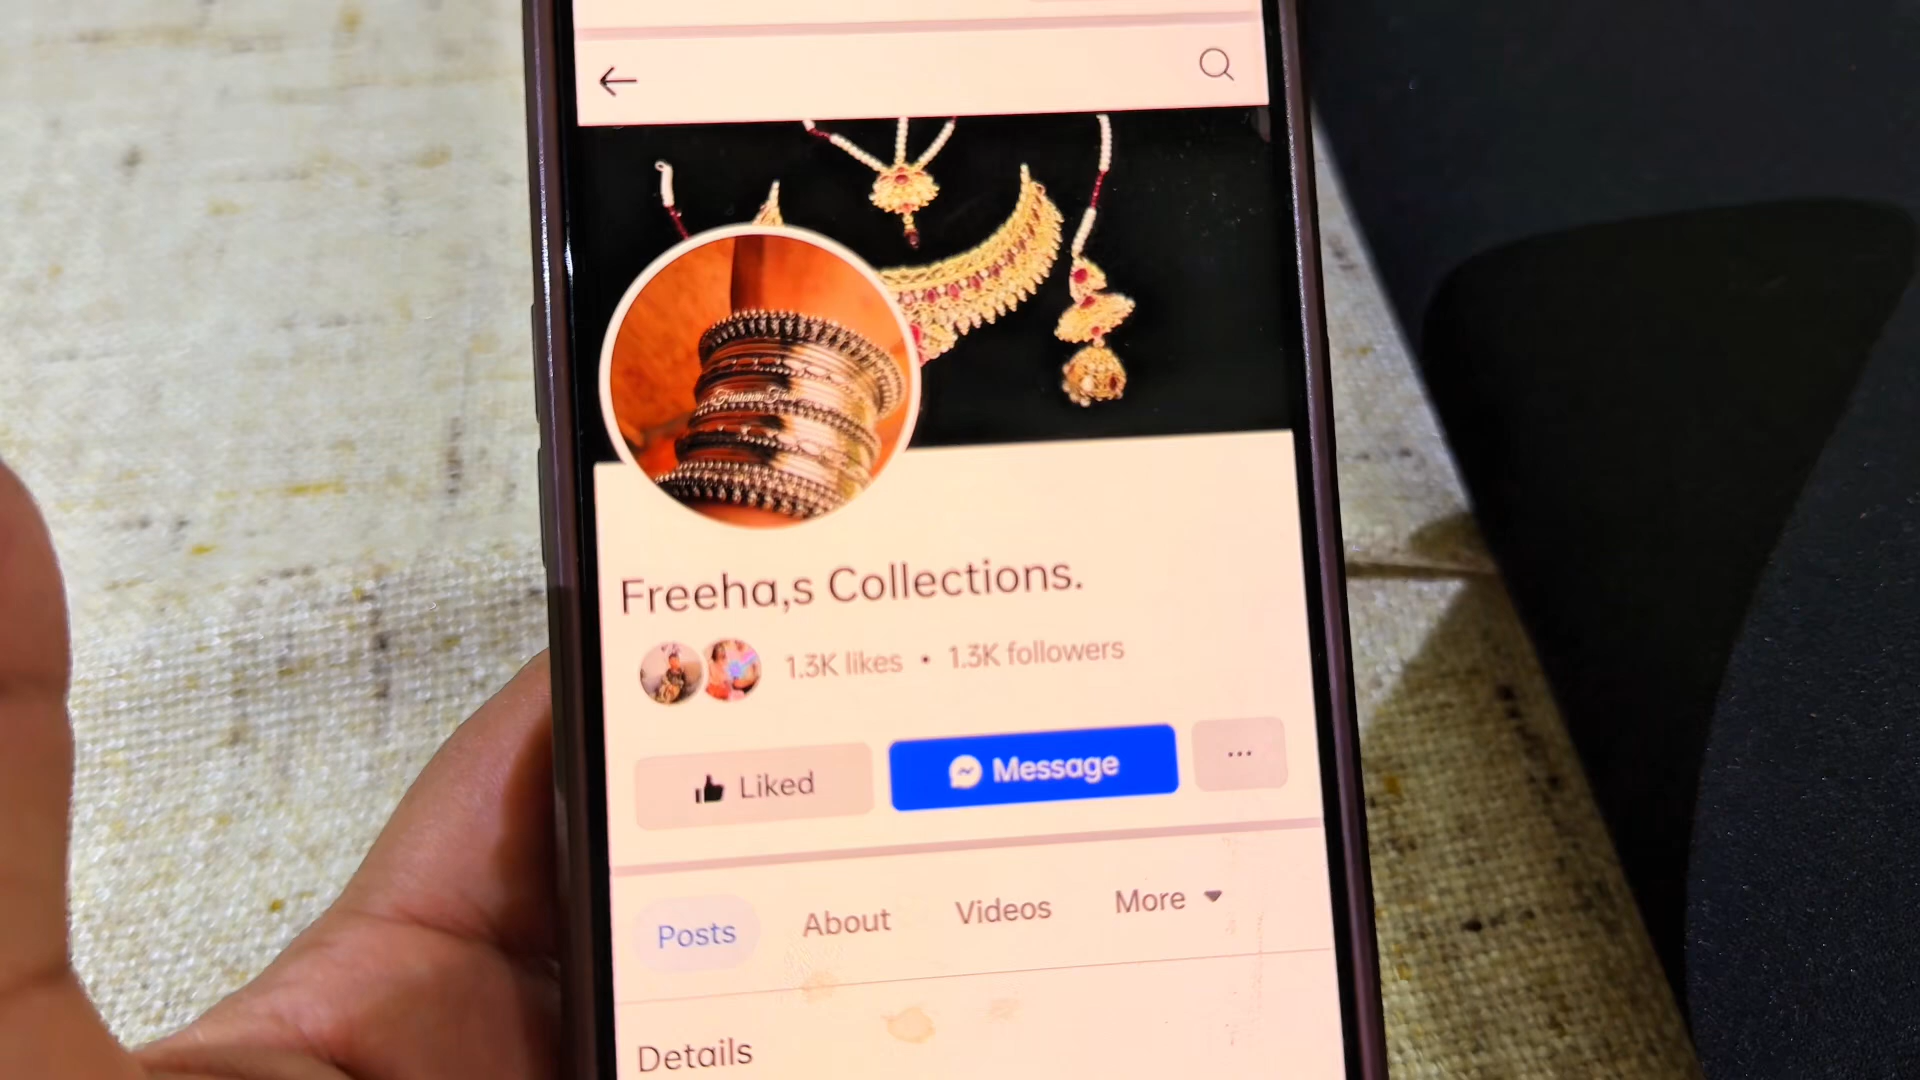 Freeha,s Collections.
1.3K likes • 1.3K followers
Liked
Message
...
Posts
About
Videos
More
Details